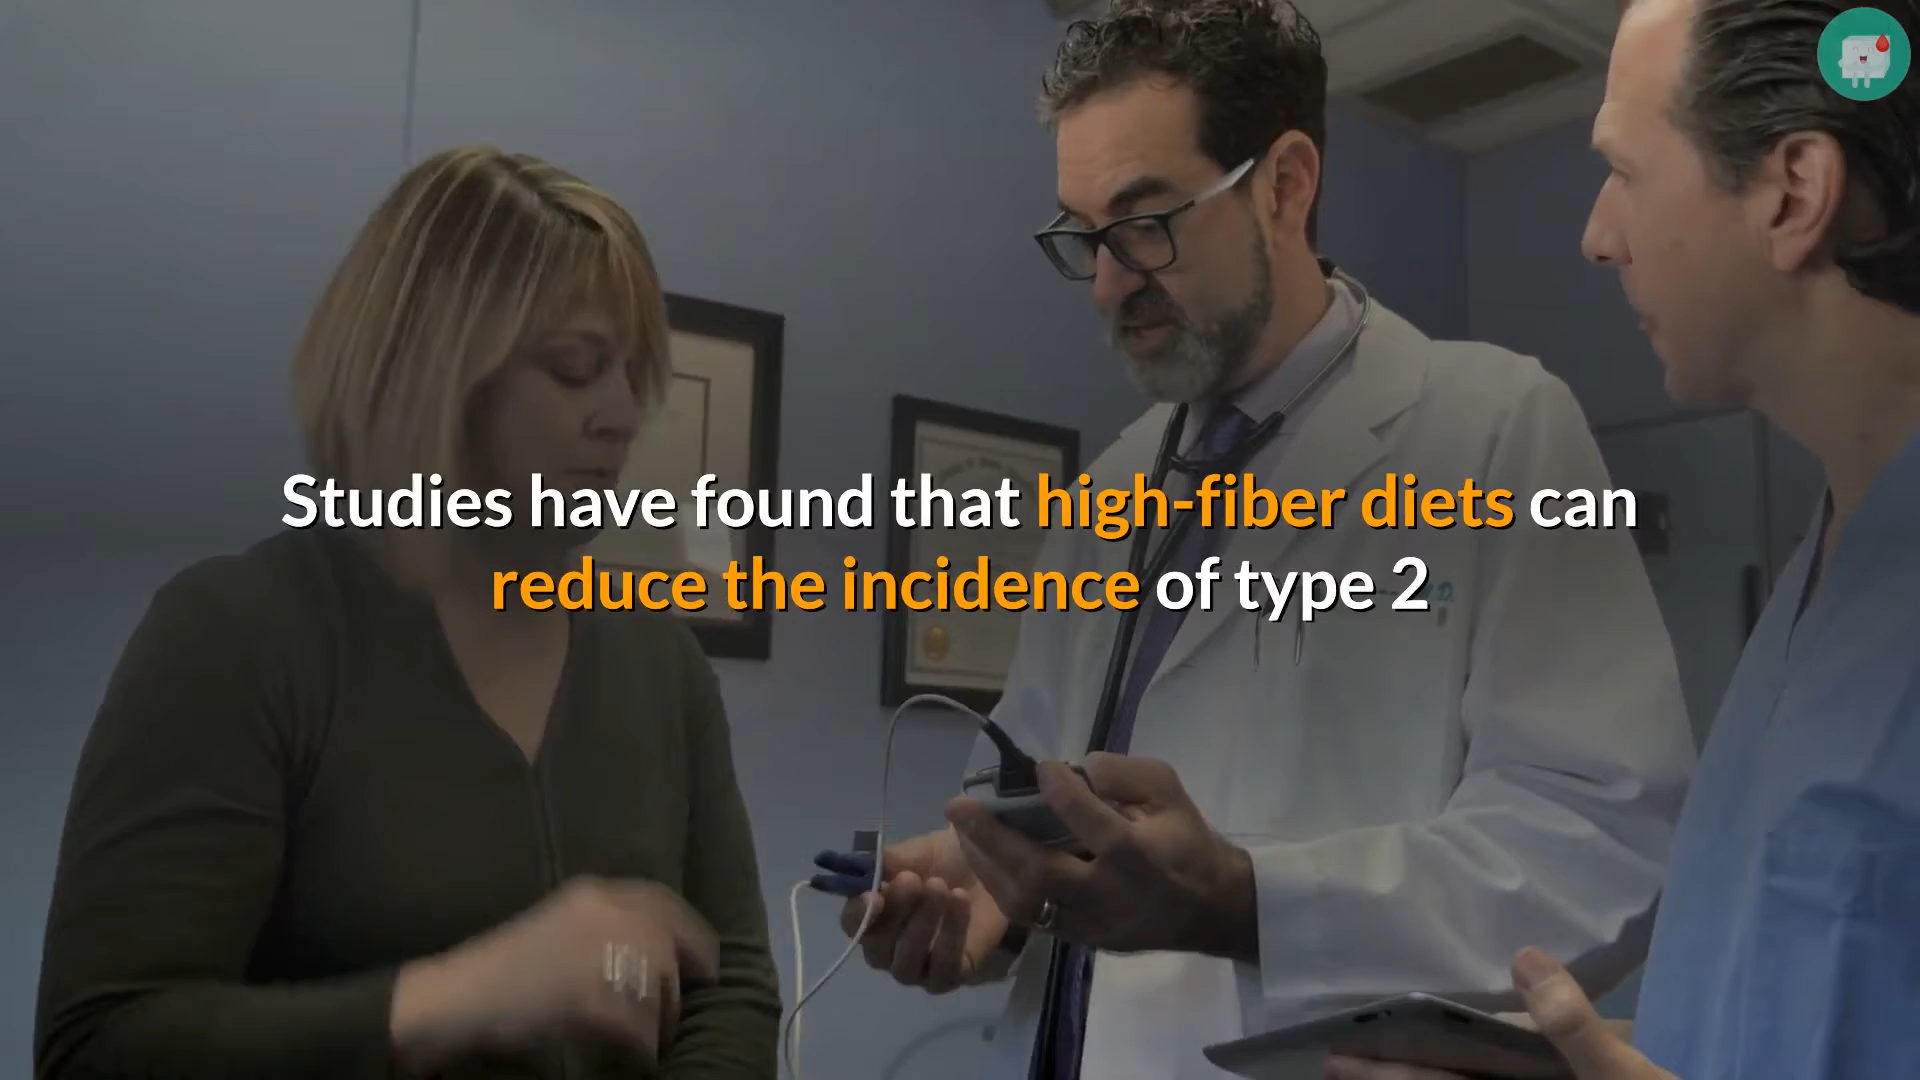 Studies have found that high-fiber diets can
reduce the incidence of type 2